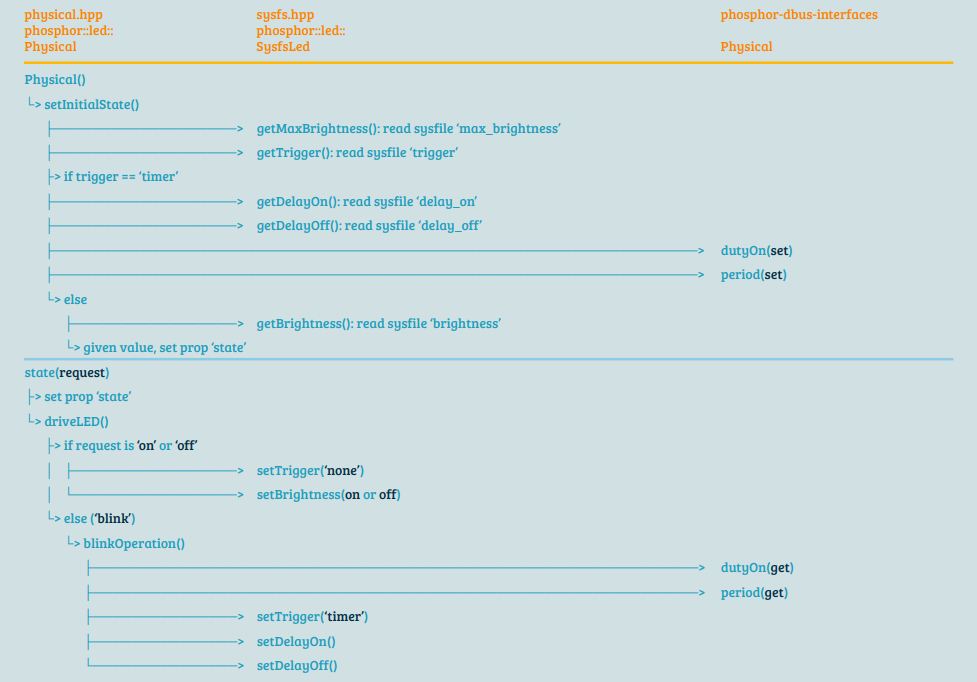 physical.hpp sysfs.hpp phosphor-dbus-interfaces
phosphor::led:: phosphor::led::
Physical SysfsLed Physical
Physical()
setInitialState()
getMaxBrightness(): read sysfile ‘max_brightness’
getTrigger(): read sysfile ‘trigger’
if trigger == ‘timer’
getDelayOn(): read sysfile ‘delay_on’
getDelayOff(): read sysfile ‘delay_off’
dutyOn(set)
period(set)
else
getBrightness(): read sysfile ‘brightness’
given value, set prop ‘state’
state(request)
set prop ‘state’
driveLED()
if request is ‘on’ or ‘off’
setTrigger(‘none’)
setBrightness(on or off)
else (‘blink’)
blinkOperation()
dutyOn(get)
period(get)
setTrigger(‘timer’)
setDelayOn()
setDelayOff()